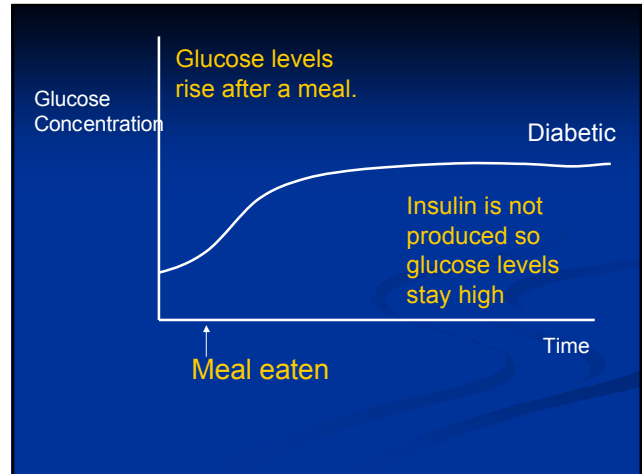 Glucose levels
rise after a meal.
Glucose
Concentration
Diabetic
Insulin is not
produced so
glucose levels
stay high
Time
Meal eaten